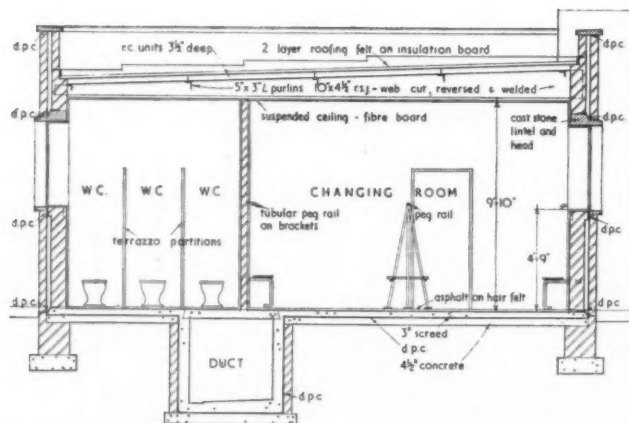 d.p.c.
r.c. units 3½" deep
2 layer roofing felt on insulation board
d.p.c.
5"x 3" L purlins
10"x 4½" r.s.j.-web cut, reversed & welded
d.p.c.
suspended ceiling - fibre board
d.p.c.
cast stone
lintel and
head
d.p.c.
W.C.
W.C
W.C
CHANGING ROOM
9'-10"
tubular peg rail
on brackets
peg rail
terrazzo partitions
d.p.c.
d.p.c.
4'-9"
d.p.c.
asphalt on hair felt
d.p.c.
3" screed
d.p.c.
4½" concrete
DUCT
d.p.c.